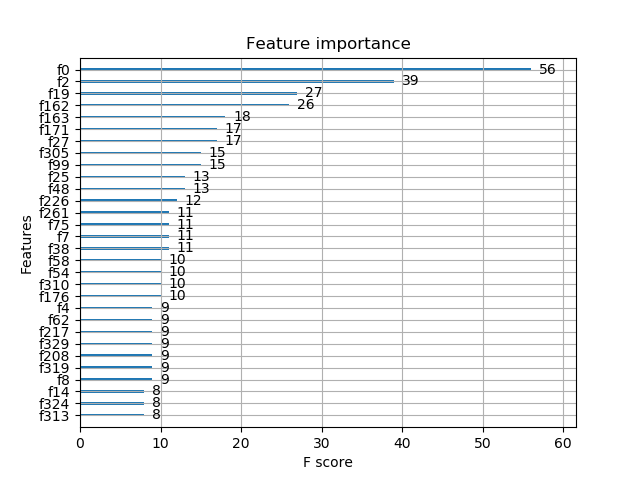 Feature importance
Features
f0 56
f2 39
f19 27
f162 26
f163 18
f171 17
f27 17
f305 15
f99 15
f25 13
f48 13
f226 12
f261 11
f75 11
f7 11
f38 11
f58 10
f54 10
f310 10
f176 10
f4 9
f62 9
f217 9
f329 9
f208 9
f319 9
f8 9
f14 8
f324 8
f313 8
0 10 20 30 40 50 60
F score